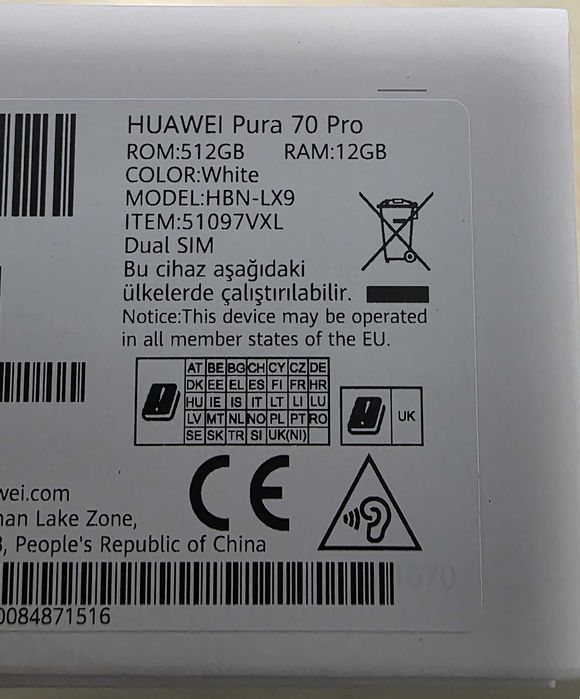 HUAWEI Pura 70 Pro
ROM:512GB RAM:12GB
COLOR:White
MODEL:HBN-LX9
ITEM:51097VXL
Dual SIM
Bu cihaz aşağıdaki
ülkelerde çalıştırılabilir.
Notice:This device may be operated
in all member states of the EU.
AT BE BG CH CY CZ DE
DK EE EL ES FI FR HR
HU IE IS IT LT LI LU
LV MT NL NO PL PT RO
SE SK TR SI UK(NI)
UK
CE
wei.com
nan Lake Zone,
3, People's Republic of China
0084871516